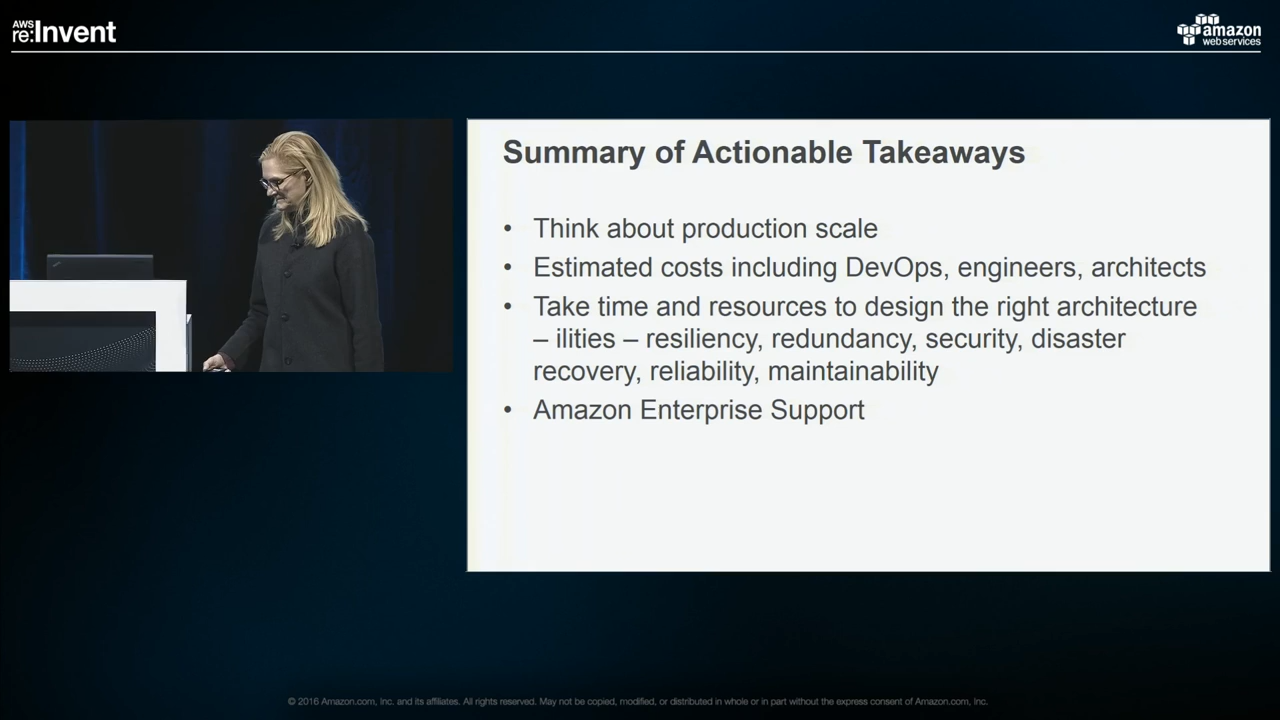 AWS
re:Invent
amazon
web services
Summary of Actionable Takeaways
• Think about production scale
• Estimated costs including DevOps, engineers, architects
• Take time and resources to design the right architecture
– ilities – resiliency, redundancy, security, disaster
recovery, reliability, maintainability
• Amazon Enterprise Support
© 2016 Amazon.com, Inc. and its affiliates. All rights reserved. May not be copied, modified, or distributed in whole or in part without the express consent of Amazon.com, Inc.